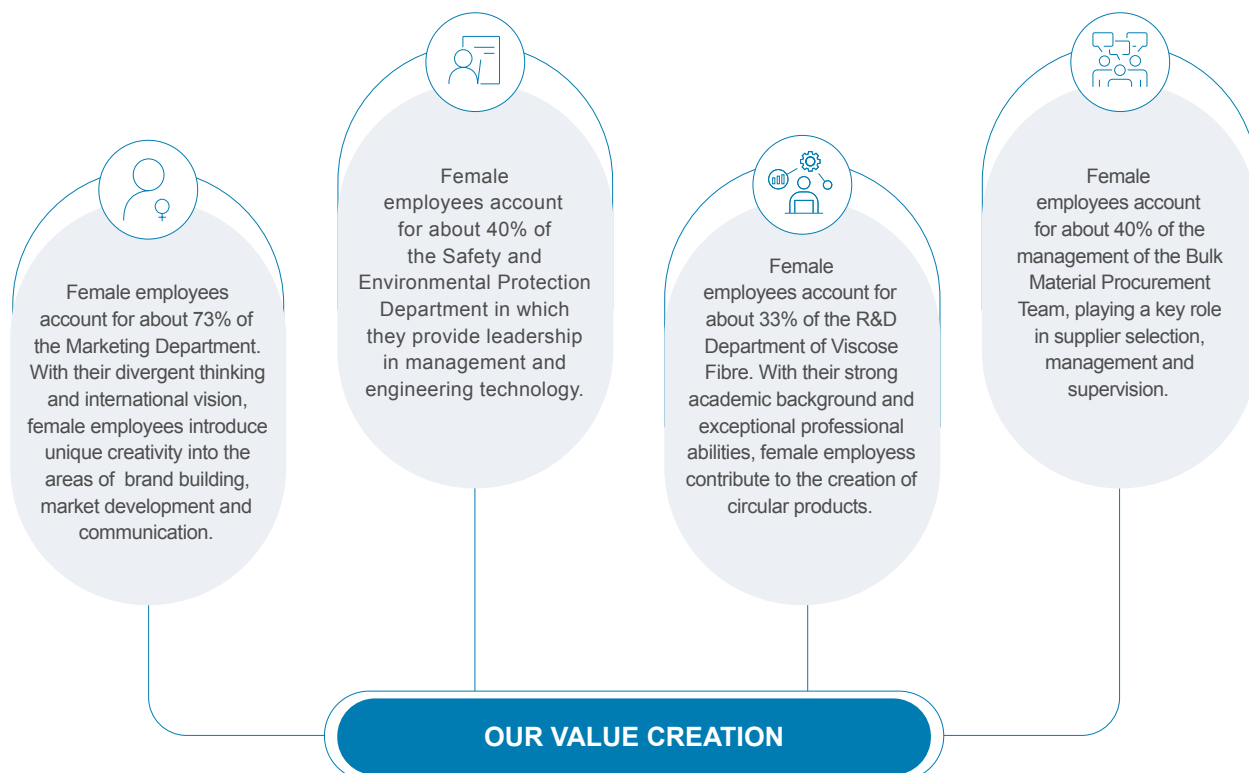 Female employees
account for about 73% of
the Marketing Department.
With their divergent thinking
and international vision,
female employees introduce
unique creativity into the
areas of brand building,
market development and
communication.
Female
employees account
for about 40% of
the Safety and
Environmental Protection
Department in which
they provide leadership
in management and
engineering technology.
Female
employees account for
about 33% of the R&D
Department of Viscose
Fibre. With their strong
academic background and
exceptional professional
abilities, female employess
contribute to the creation of
circular products.
Female
employees account
for about 40% of the
management of the Bulk
Material Procurement
Team, playing a key role
in supplier selection,
management and
supervision.
OUR VALUE CREATION